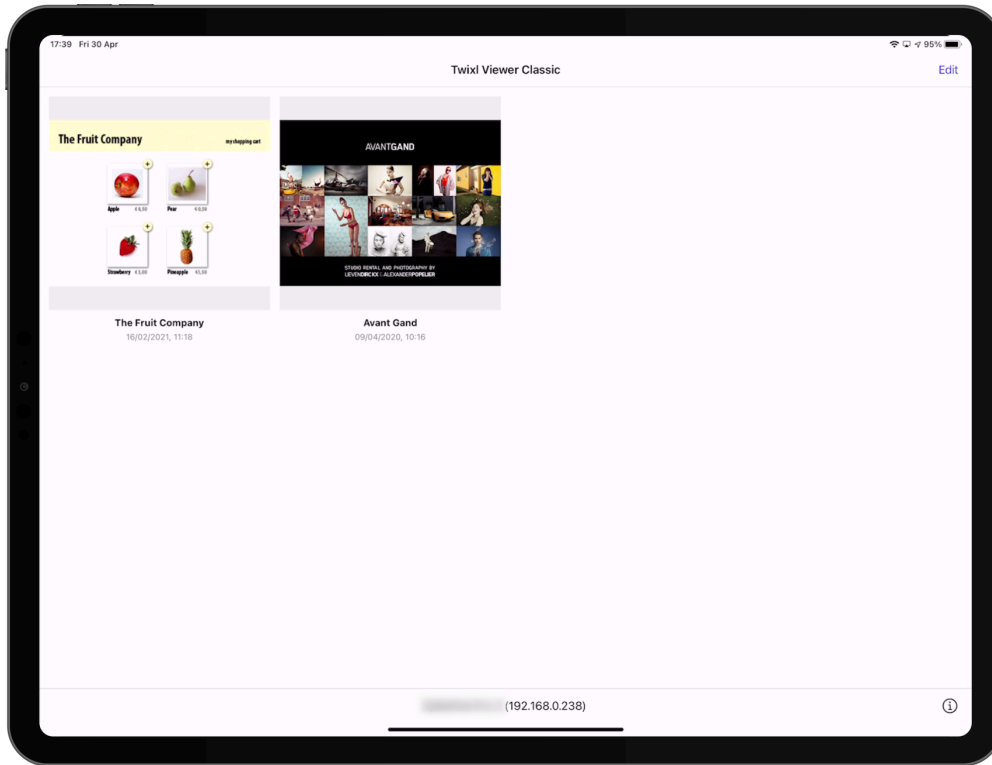 17:39 Fri 30 Apr
95%
Twixl Viewer Classic
Edit
The Fruit Company
my shopping cart
Apple
Pear
Strawberry
Pineapple
AVANTGAND
STUDIO RENTAL AND PHOTOGRAPHY BY
LIEVENDIRCKX & ALEXANDERPOPELIER
The Fruit Company
16/02/2021, 11:18
Avant Gand
09/04/2020, 10:16
(192.168.0.238)